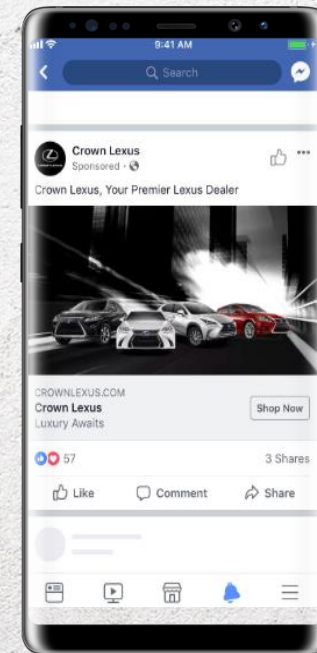 9:41 AM
Search
Crown Lexus
Sponsored ·
Crown Lexus, Your Premier Lexus Dealer
CROWNLEXUS.COM
Crown Lexus
Luxury Awaits
Shop Now
57
3 Shares
Like
Comment
Share